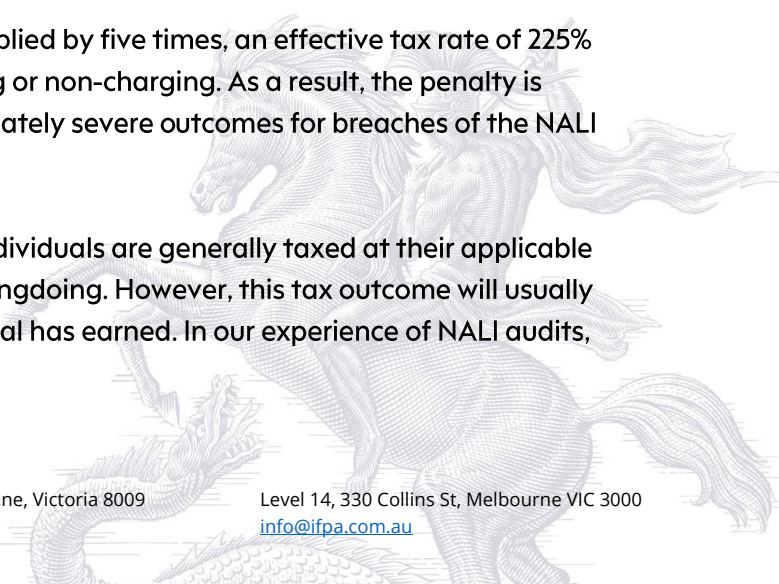 plied by five times, an effective tax rate of 225%
g or non-charging. As a result, the penalty is
ately severe outcomes for breaches of the NALI
dividuals are generally taxed at their applicable
ngdoing. However, this tax outcome will usually
al has earned. In our experience of NALI audits,
ne, Victoria 8009
Level 14, 330 Collins St, Melbourne VIC 3000
info@ifpa.com.au